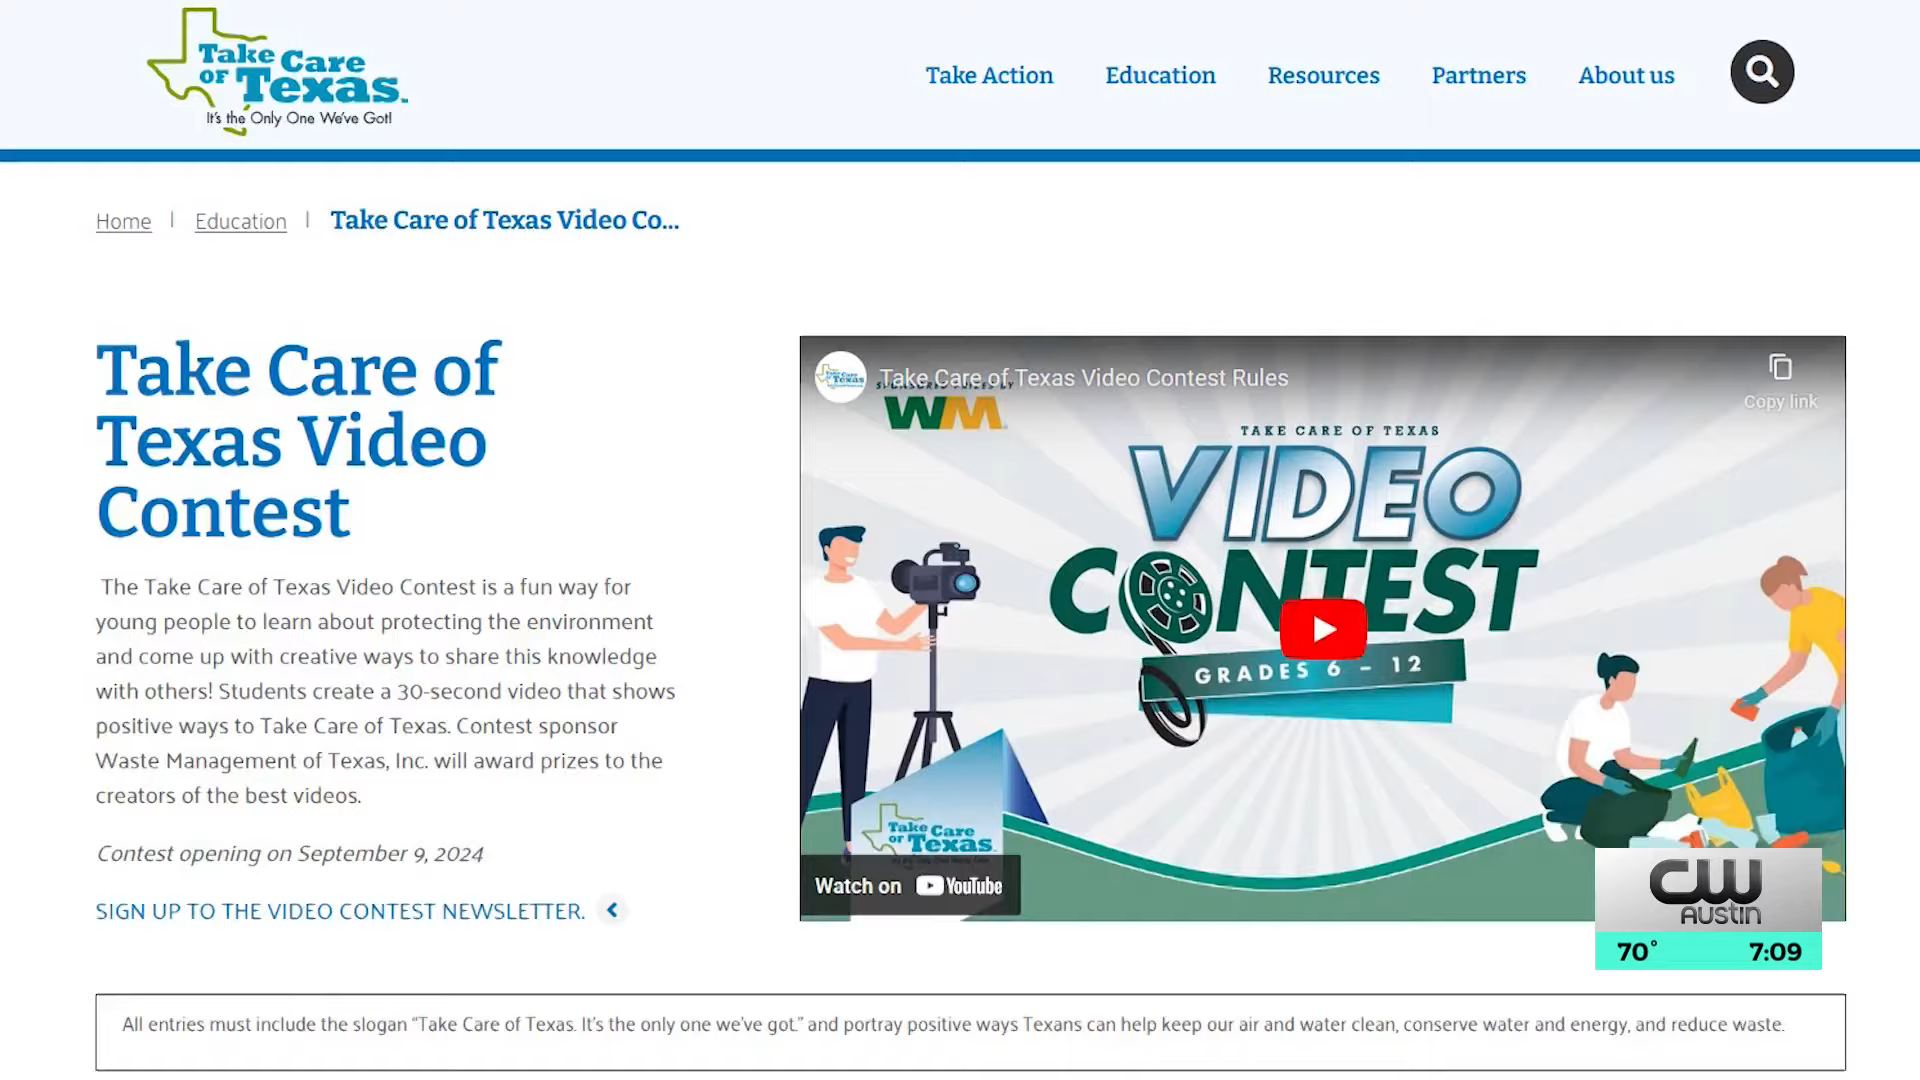 Take Care
OF Texas
It's the Only One We've Got!
Take Action
Education
Resources
Partners
About us
Home | Education | Take Care of Texas Video Co...
Take Care of
Texas Video
Contest
The Take Care of Texas Video Contest is a fun way for
young people to learn about protecting the environment
and come up with creative ways to share this knowledge
with others! Students create a 30-second video that shows
positive ways to Take Care of Texas. Contest sponsor
Waste Management of Texas, Inc. will award prizes to the
creators of the best videos.
Contest opening on September 9, 2024
SIGN UP TO THE VIDEO CONTEST NEWSLETTER.
Take Care of Texas Video Contest Rules
Copy link
SPONSORED PRIZES BY
WM
TAKE CARE OF TEXAS
VIDEO
CONTEST
GRADES 6 - 12
Take Care
OF Texas
Watch on YouTube
CW
AUSTIN
70° 7:09
All entries must include the slogan “Take Care of Texas. It’s the only one we’ve got.” and portray positive ways Texans can help keep our air and water clean, conserve water and energy, and reduce waste.